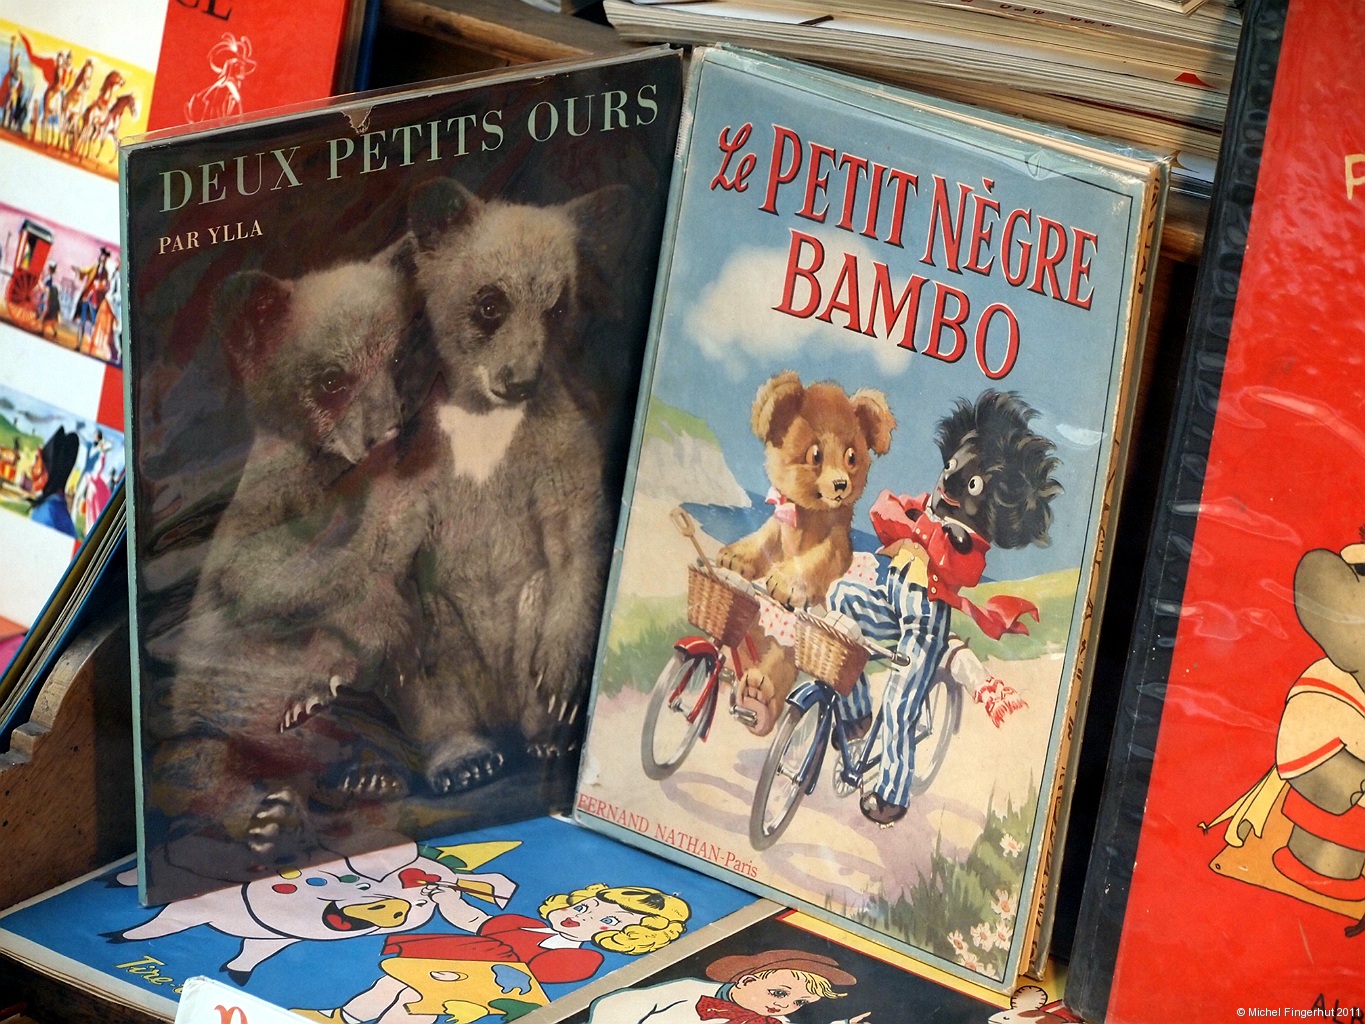 DEUX PETITS OURS
PAR YLLA
Le PETIT NÈGRE
BAMBO
FERNAND NATHAN-Paris
© Michel Fingerhut 2011